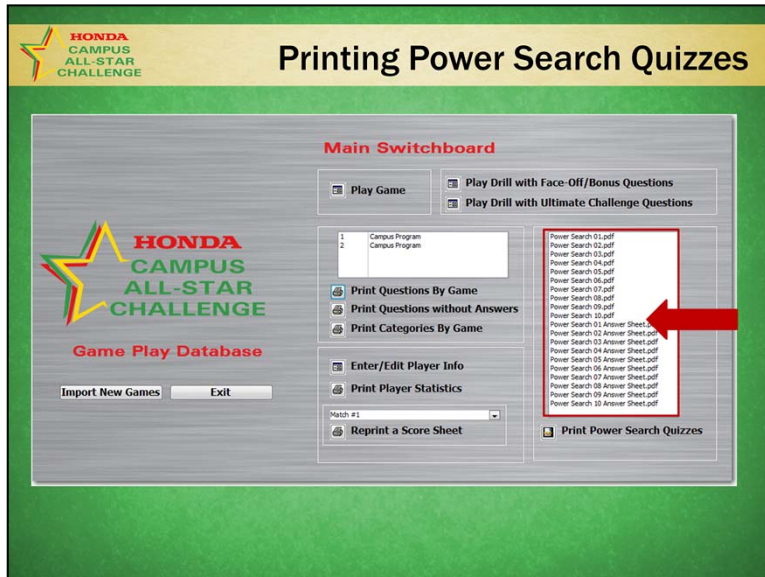 HONDA
CAMPUS
ALL-STAR
CHALLENGE
Printing Power Search Quizzes
Main Switchboard
Play Game
Play Drill with Face-Off/Bonus Questions
Play Drill with Ultimate Challenge Questions
HONDA
CAMPUS
ALL-STAR
CHALLENGE
Game Play Database
Import New Games
Exit
1 Campus Program
2 Campus Program
Print Questions By Game
Print Questions without Answers
Print Categories By Game
Enter/Edit Player Info
Print Player Statistics
Match #1
Reprint a Score Sheet
Power Search 01.pdf
Power Search 02.pdf
Power Search 03.pdf
Power Search 04.pdf
Power Search 05.pdf
Power Search 06.pdf
Power Search 07.pdf
Power Search 08.pdf
Power Search 09.pdf
Power Search 10.pdf
Power Search 01 Answer Sheet.pdf
Power Search 02 Answer Sheet.pdf
Power Search 03 Answer Sheet.pdf
Power Search 04 Answer Sheet.pdf
Power Search 05 Answer Sheet.pdf
Power Search 06 Answer Sheet.pdf
Power Search 07 Answer Sheet.pdf
Power Search 08 Answer Sheet.pdf
Power Search 09 Answer Sheet.pdf
Power Search 10 Answer Sheet.pdf
Print Power Search Quizzes